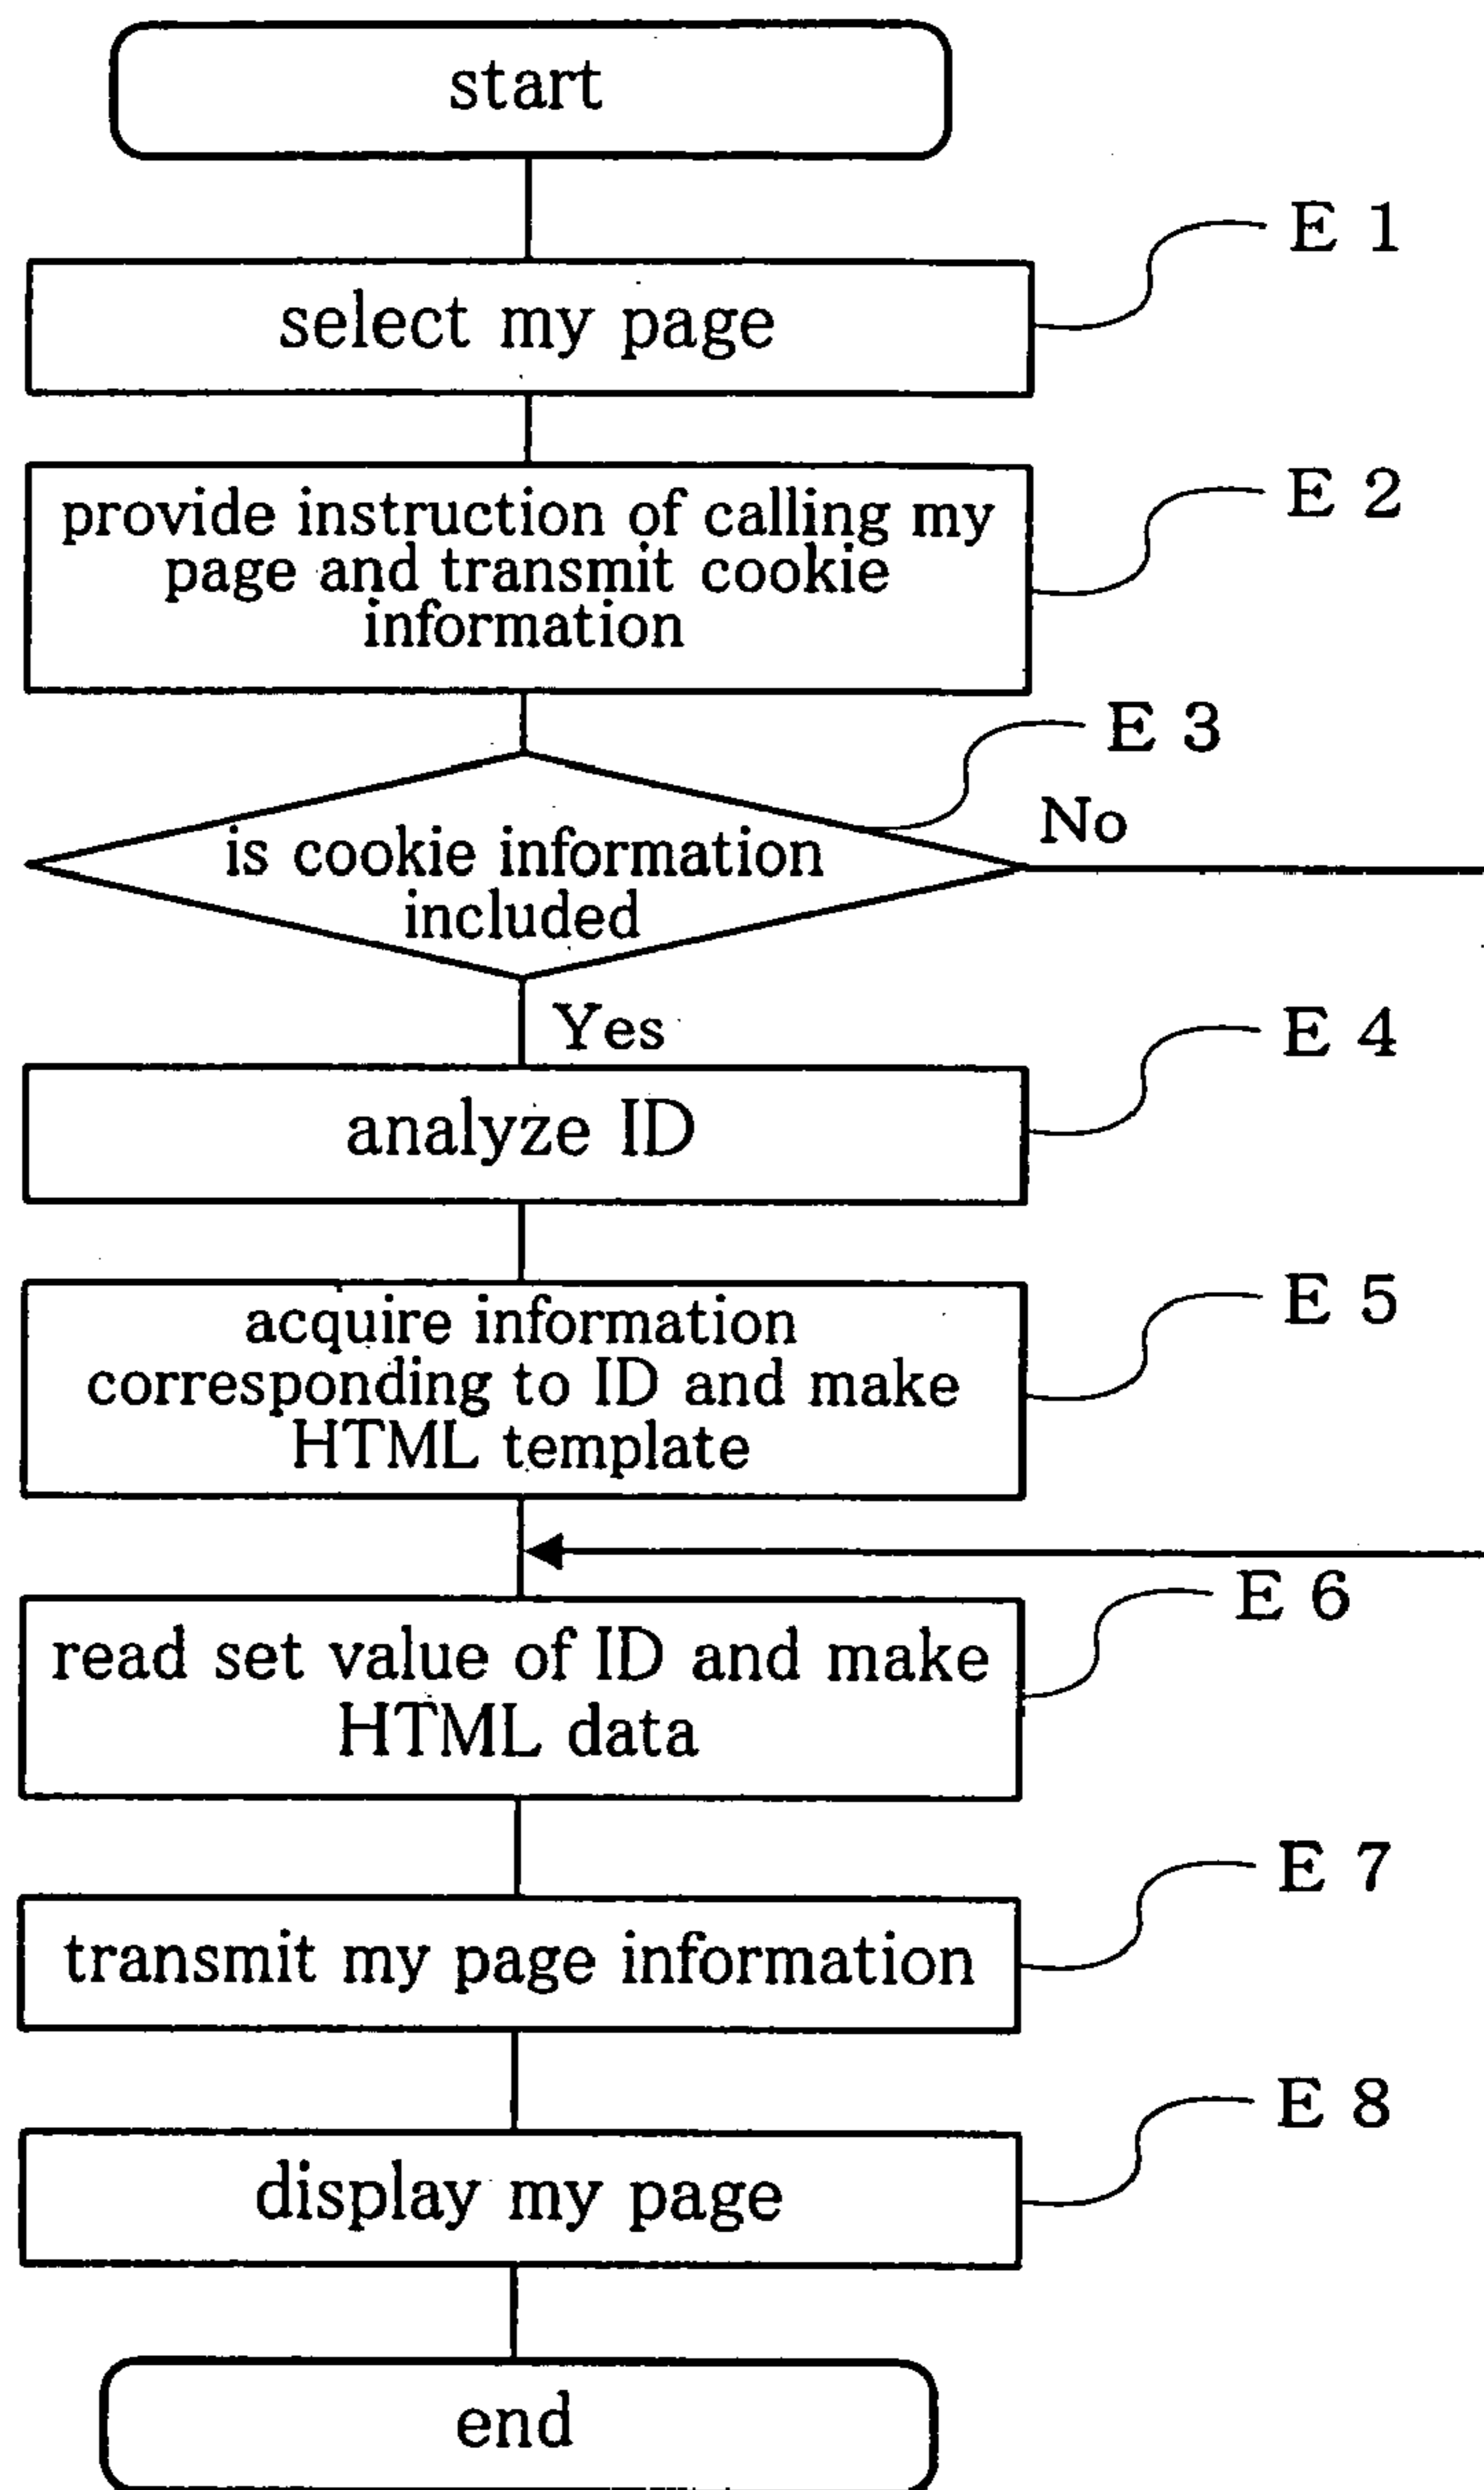 start
E 1
select my page
E 2
provide instruction of calling my
page and transmit cookie
information
E 3
No
is cookie information
included
Yes
E 4
analyze ID
E 5
acquire information
corresponding to ID and make
HTML template
E 6
read set value of ID and make
HTML data
E 7
transmit my page information
E 8
display my page
end